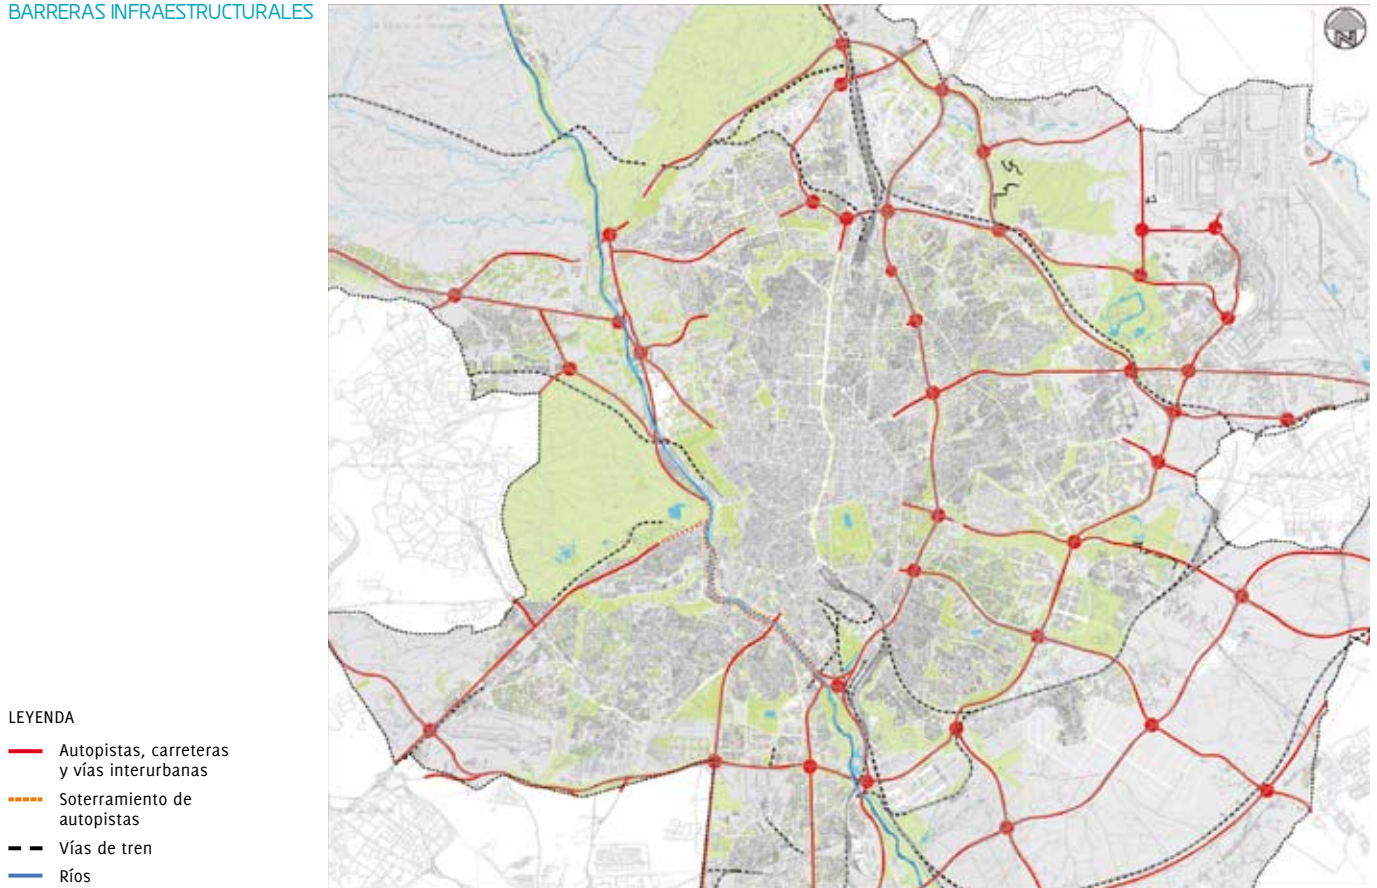 BARRERAS INFRAESTRUCTURALES
N
LEYENDA
Autopistas, carreteras
y vías interurbanas
Soterramiento de
autopistas
Vías de tren
Ríos